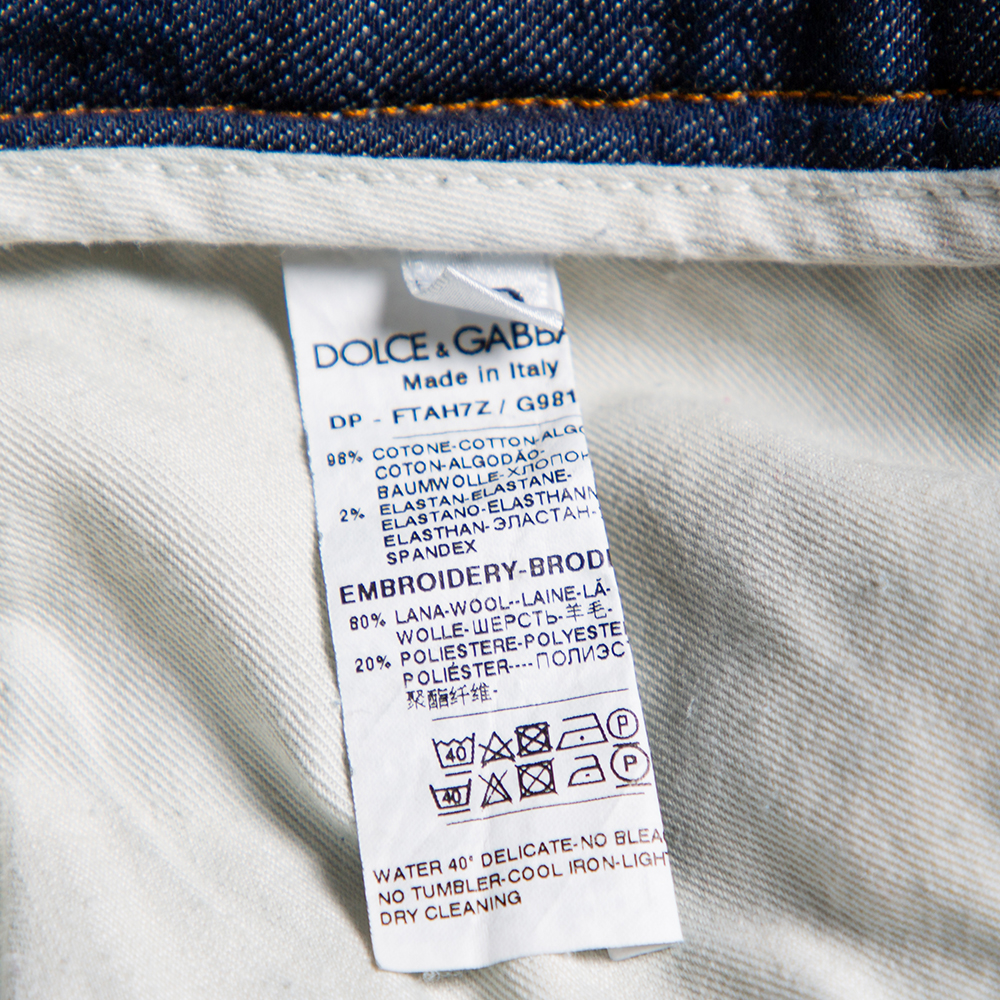 DOLCE & GABBA
Made in Italy
DP - FTAH7Z / G981
98% COTONE-COTTON-ALGO
COTON-ALGODÃO-
BAUMWOLLE-ХЛОПОК
2% ELASTAN-ELASTANE-
ELASTANO-ELASTHANN
ELASTHAN-ЭЛАСТАН-
SPANDEX
EMBROIDERY-BRODE
80% LANA-WOOL--LAINE-LÃ-
WOLLE-ШЕРСТЬ-羊毛-
20% POLIESTERE-POLYESTE
POLIÉSTER----ПОЛИЭС
聚酯纤维-
40 P
40 P
WATER 40° DELICATE-NO BLEA
NO TUMBLER-COOL IRON-LIGHT
DRY CLEANING